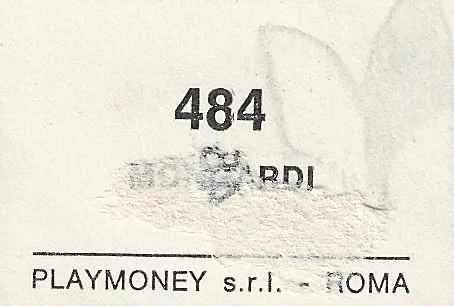 484
PLAYMONEY s.r.l. - ROMA